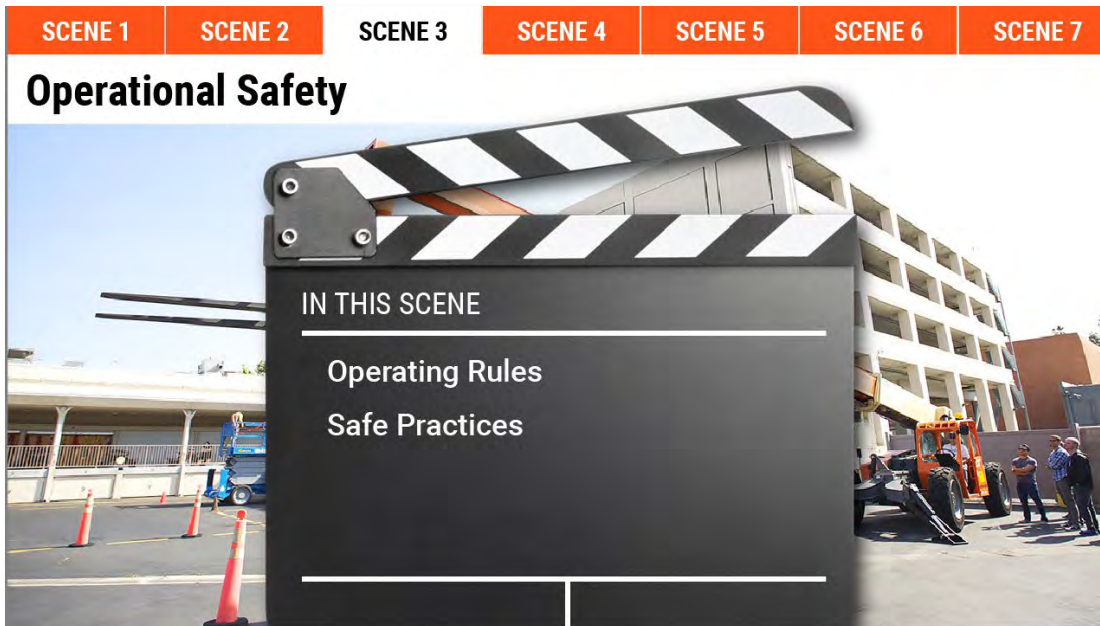 SCENE 1 SCENE 2 SCENE 3 SCENE 4 SCENE 5 SCENE 6 SCENE 7
Operational Safety
IN THIS SCENE
Operating Rules
Safe Practices